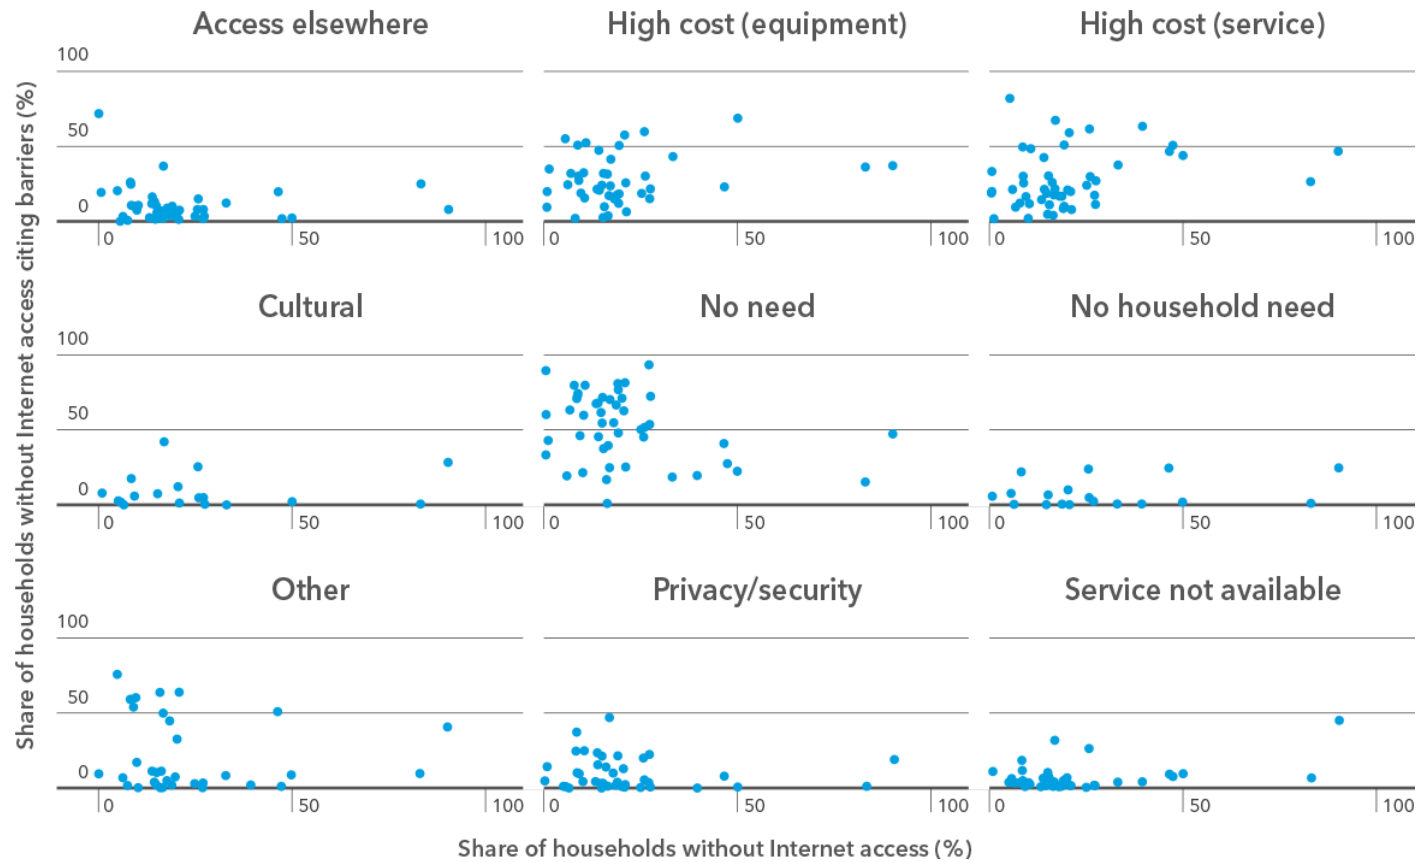 Access elsewhere
High cost (equipment)
High cost (service)
100
50
0
0 50 100
0 50 100
0 50 100
Cultural
No need
No household need
100
50
0
0 50 100
0 50 100
0 50 100
Other
Privacy/security
Service not available
100
50
0
0 50 100
0 50 100
0 50 100
Share of households without Internet access citing barriers (%)
Share of households without Internet access (%)